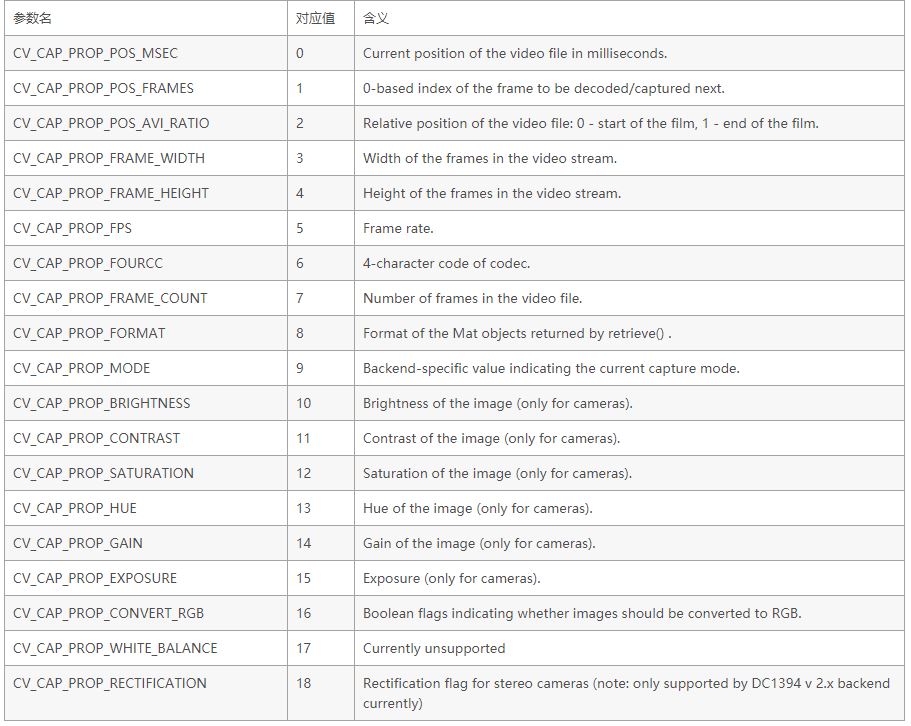 参数名 对应值 含义
CV_CAP_PROP_POS_MSEC 0 Current position of the video file in milliseconds.
CV_CAP_PROP_POS_FRAMES 1 0-based index of the frame to be decoded/captured next.
CV_CAP_PROP_POS_AVI_RATIO 2 Relative position of the video file: 0 - start of the film, 1 - end of the film.
CV_CAP_PROP_FRAME_WIDTH 3 Width of the frames in the video stream.
CV_CAP_PROP_FRAME_HEIGHT 4 Height of the frames in the video stream.
CV_CAP_PROP_FPS 5 Frame rate.
CV_CAP_PROP_FOURCC 6 4-character code of codec.
CV_CAP_PROP_FRAME_COUNT 7 Number of frames in the video file.
CV_CAP_PROP_FORMAT 8 Format of the Mat objects returned by retrieve() .
CV_CAP_PROP_MODE 9 Backend-specific value indicating the current capture mode.
CV_CAP_PROP_BRIGHTNESS 10 Brightness of the image (only for cameras).
CV_CAP_PROP_CONTRAST 11 Contrast of the image (only for cameras).
CV_CAP_PROP_SATURATION 12 Saturation of the image (only for cameras).
CV_CAP_PROP_HUE 13 Hue of the image (only for cameras).
CV_CAP_PROP_GAIN 14 Gain of the image (only for cameras).
CV_CAP_PROP_EXPOSURE 15 Exposure (only for cameras).
CV_CAP_PROP_CONVERT_RGB 16 Boolean flags indicating whether images should be converted to RGB.
CV_CAP_PROP_WHITE_BALANCE 17 Currently unsupported
CV_CAP_PROP_RECTIFICATION 18 Rectification flag for stereo cameras (note: only supported by DC1394 v 2.x backend
currently)